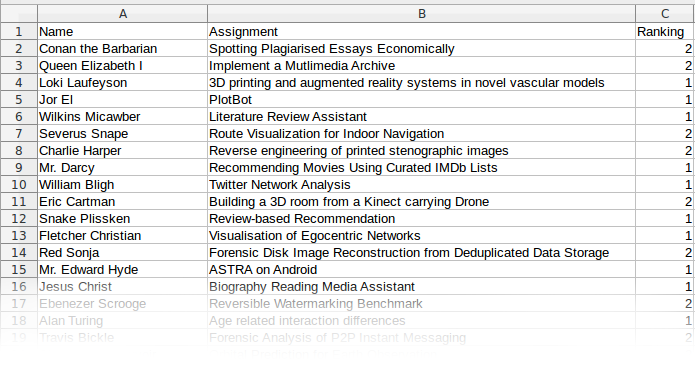 A B C
1 Name Assignment Ranking
2 Conan the Barbarian Spotting Plagiarised Essays Economically 2
3 Queen Elizabeth I Implement a Mutlimedia Archive 2
4 Loki Laufeyson 3D printing and augmented reality systems in novel vascular models 1
5 Jor El PlotBot 1
6 Wilkins Micawber Literature Review Assistant 1
7 Severus Snape Route Visualization for Indoor Navigation 2
8 Charlie Harper Reverse engineering of printed stenographic images 2
9 Mr. Darcy Recommending Movies Using Curated IMDb Lists 1
10 William Bligh Twitter Network Analysis 1
11 Eric Cartman Building a 3D room from a Kinect carrying Drone 2
12 Snake Plissken Review-based Recommendation 1
13 Fletcher Christian Visualisation of Egocentric Networks 1
14 Red Sonja Forensic Disk Image Reconstruction from Deduplicated Data Storage 2
15 Mr. Edward Hyde ASTRA on Android 1
16 Jesus Christ Biography Reading Media Assistant 1
17 Ebenezer Scrooge Reversible Watermarking Benchmark 2
18 Alan Turing Age related interaction differences 1
19 Travis Bickle Forensic Analysis of P2P Instant Messaging 2